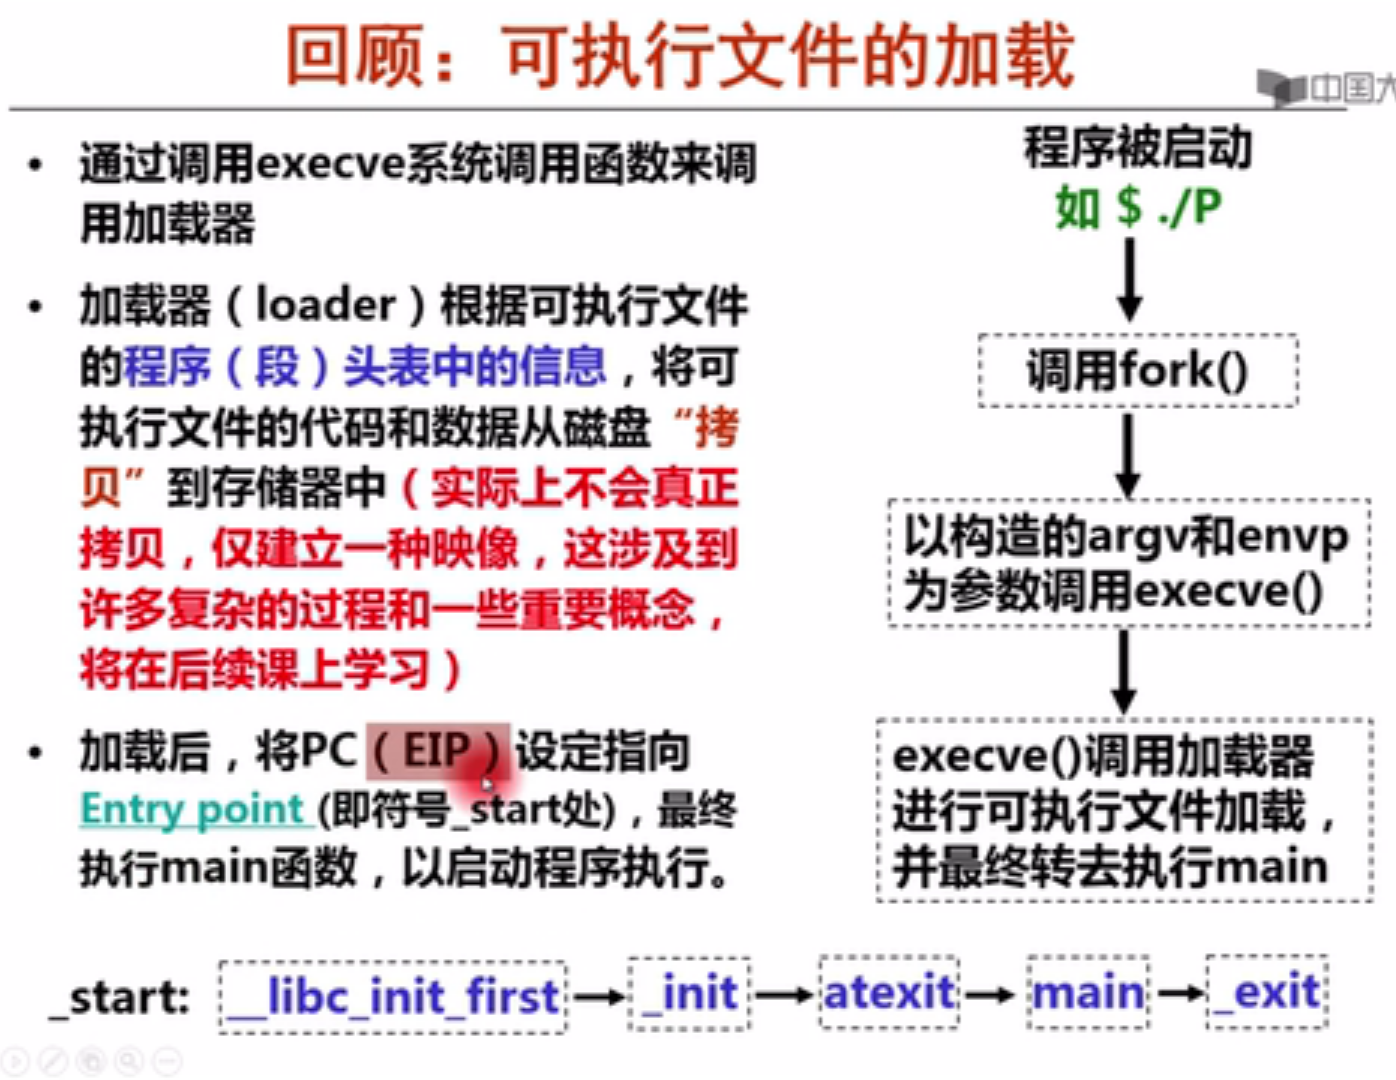 回顾：可执行文件的加载
中国大
• 通过调用execve系统调用函数来调
用加载器
• 加载器（loader）根据可执行文件
的程序（段）头表中的信息，将可
执行文件的代码和数据从磁盘“拷
贝”到存储器中（实际上不会真正
拷贝，仅建立一种映像，这涉及到
许多复杂的过程和一些重要概念，
将在后续课上学习）
• 加载后，将PC（EIP）设定指向
Entry point (即符号_start处)，最终
执行main函数，以启动程序执行。
程序被启动
如 $ ./P
调用fork()
以构造的argv和envp
为参数调用execve()
execve()调用加载器
进行可执行文件加载，
并最终转去执行main
_start: __libc_init_first _init atexit main _exit